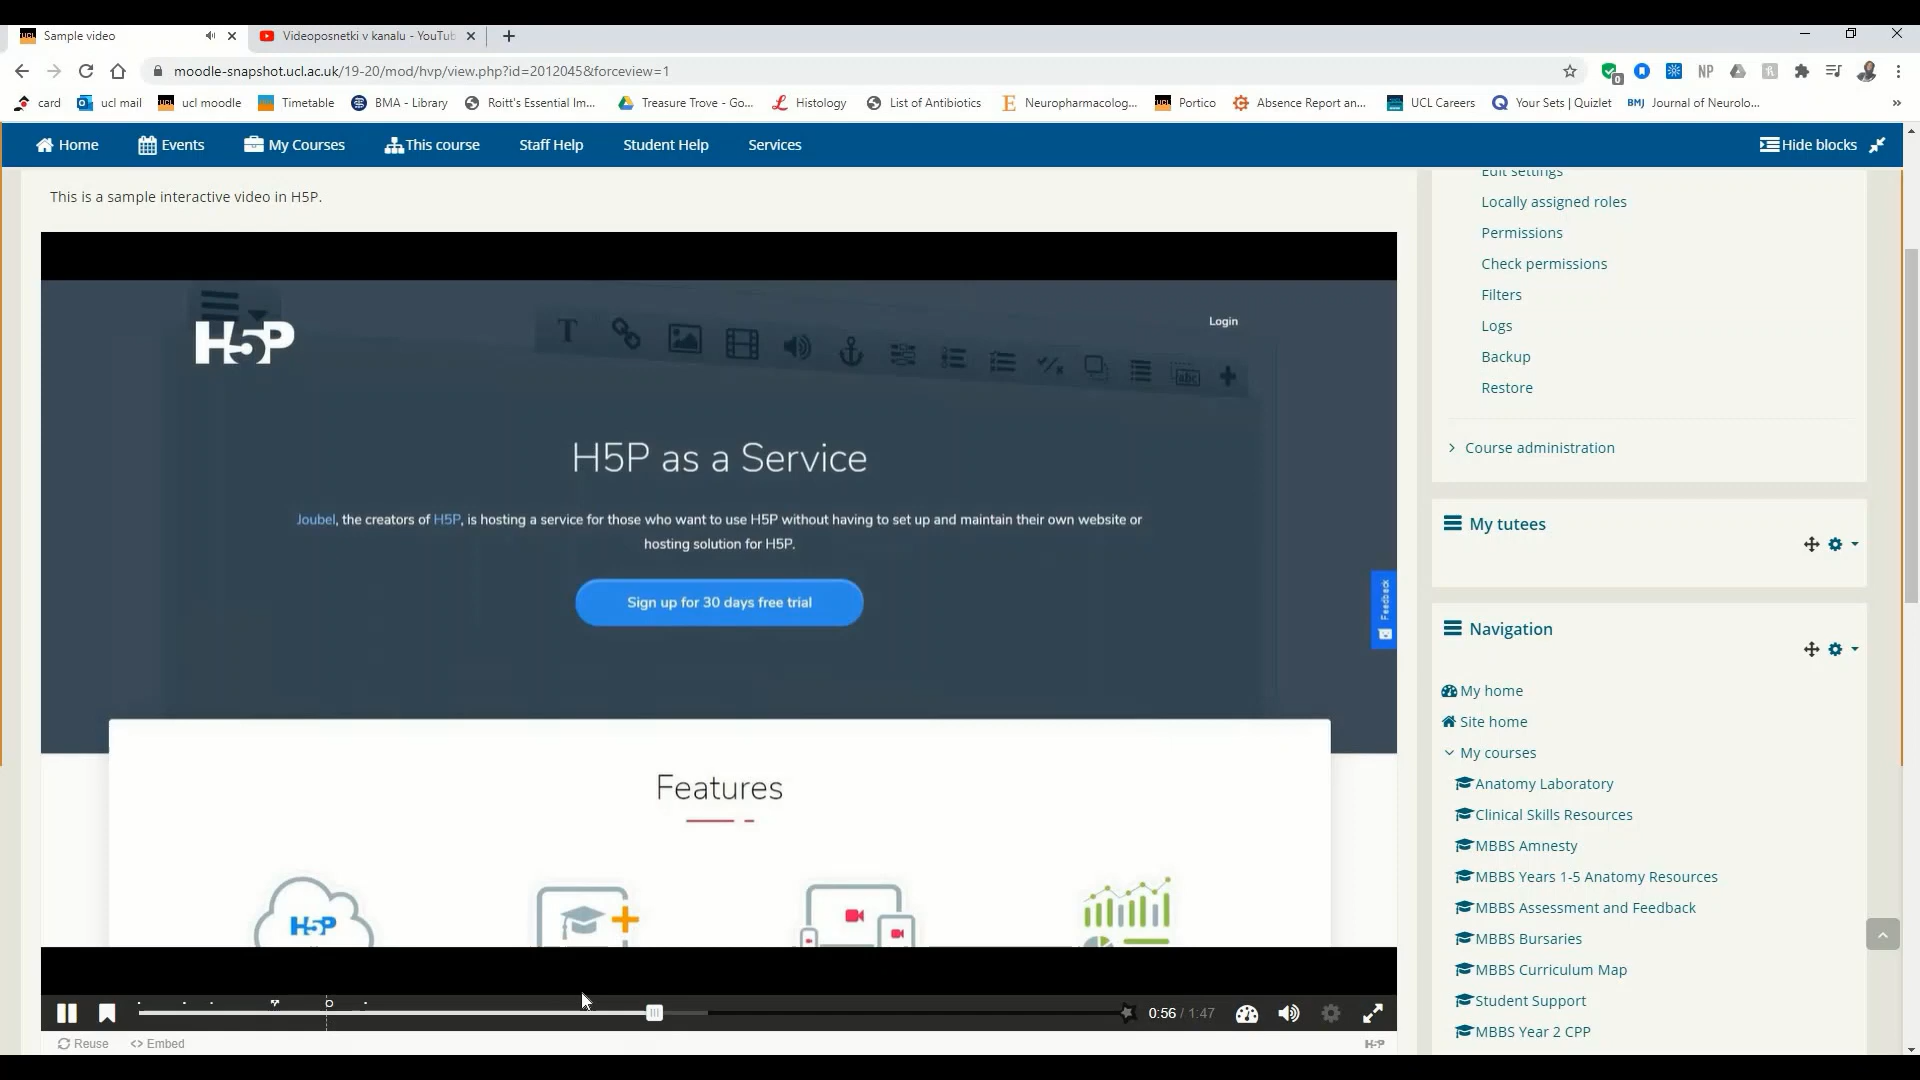 Sample video
Videoposnetki v kanalu - YouTub
moodle-snapshot.ucl.ac.uk/19-20/mod/hvp/view.php?id=2012045&forceview=1
0
NP
card
ucl mail
ucl moodle
Timetable
BMA - Library
Roitt's Essential Im...
Treasure Trove - Go...
Histology
List of Antibiotics
Neuropharmacolog...
Portico
Absence Report an...
UCL Careers
Your Sets | Quizlet
BMJ
Journal of Neurolo...
Home
Events
My Courses
This course
Staff Help
Student Help
Services
Hide blocks
This is a sample interactive video in H5P.
H5P
Login
H5P as a Service
Joubel, the creators of H5P, is hosting a service for those who want to use H5P without having to set up and maintain their own website or
hosting solution for H5P.
Sign up for 30 days free trial
Feedback
Features
H5P
0:56 / 1:47
Reuse
Embed
H5P
Edit settings
Locally assigned roles
Permissions
Check permissions
Filters
Logs
Backup
Restore
Course administration
My tutees
Navigation
My home
Site home
My courses
Anatomy Laboratory
Clinical Skills Resources
MBBS Amnesty
MBBS Years 1-5 Anatomy Resources
MBBS Assessment and Feedback
MBBS Bursaries
MBBS Curriculum Map
Student Support
MBBS Year 2 CPP